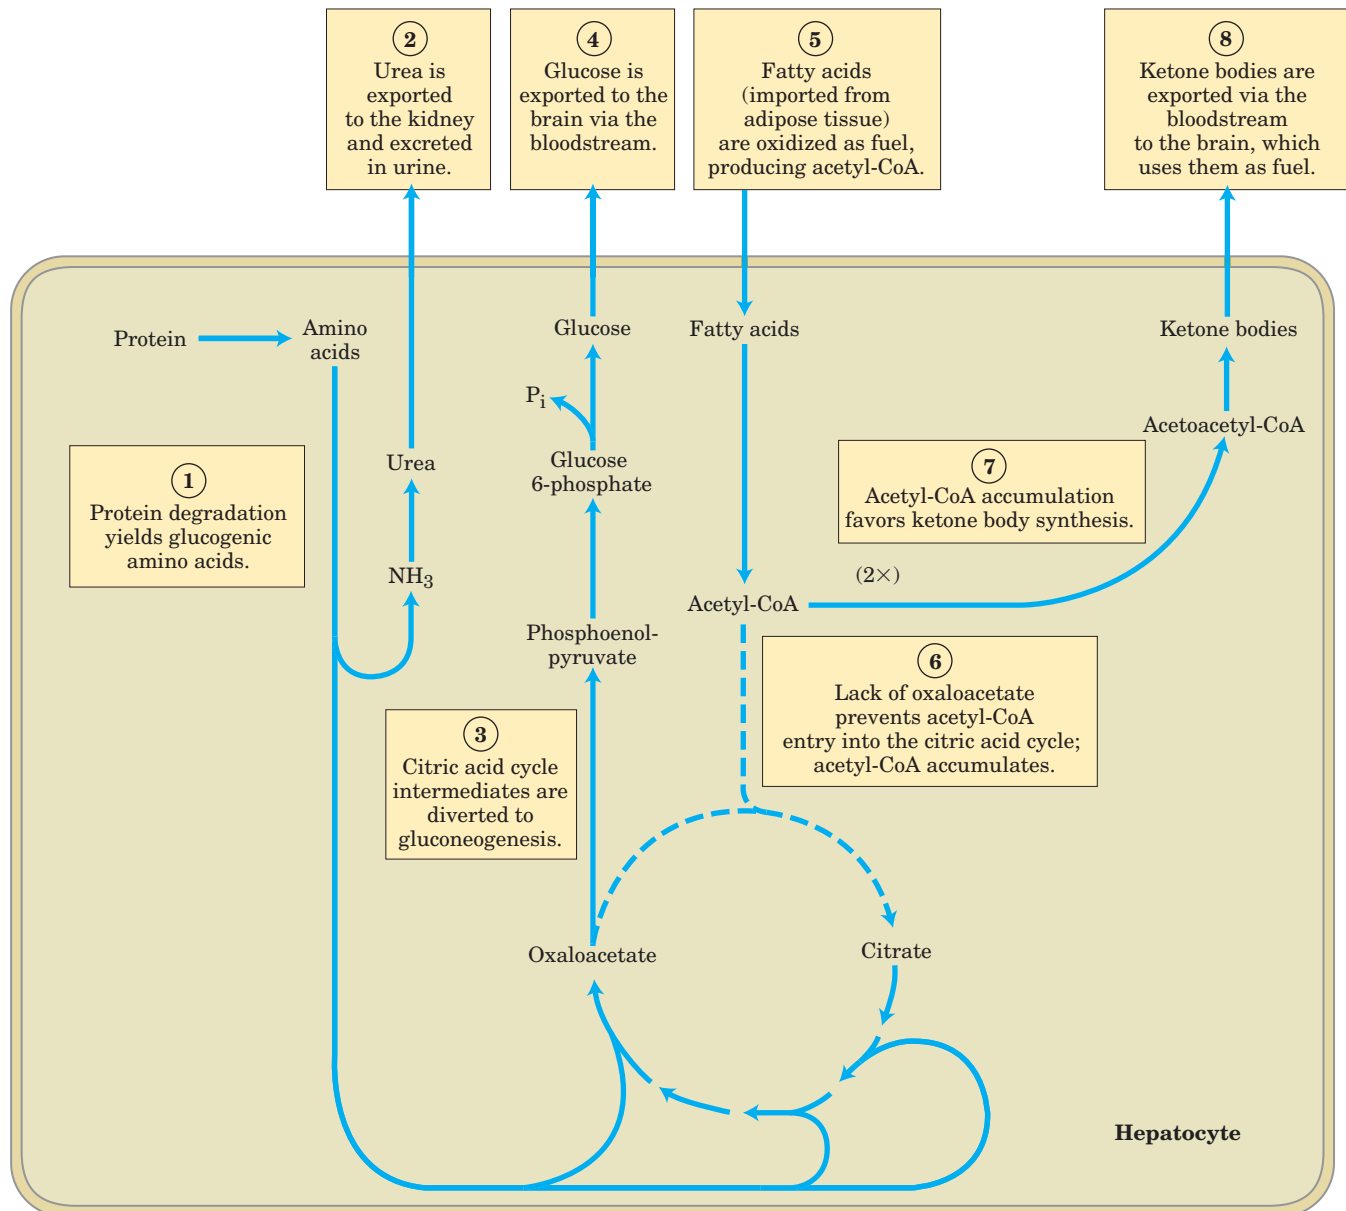 2
Urea is
exported
to the kidney
and excreted
in urine.
4
Glucose is
exported to the
brain via the
bloodstream.
5
Fatty acids
(imported from
adipose tissue)
are oxidized as fuel,
producing acetyl-CoA.
8
Ketone bodies are
exported via the
bloodstream
to the brain, which
uses them as fuel.
Protein
Amino
acids
Glucose
Fatty acids
Ketone bodies
Pi
Acetoacetyl-CoA
Urea
Glucose
6-phosphate
1
Protein degradation
yields glucogenic
amino acids.
7
Acetyl-CoA accumulation
favors ketone body synthesis.
NH3
(2×)
Acetyl-CoA
Phosphoenol-
pyruvate
6
Lack of oxaloacetate
prevents acetyl-CoA
entry into the citric acid cycle;
acetyl-CoA accumulates.
3
Citric acid cycle
intermediates are
diverted to
gluconeogenesis.
Oxaloacetate
Citrate
Hepatocyte